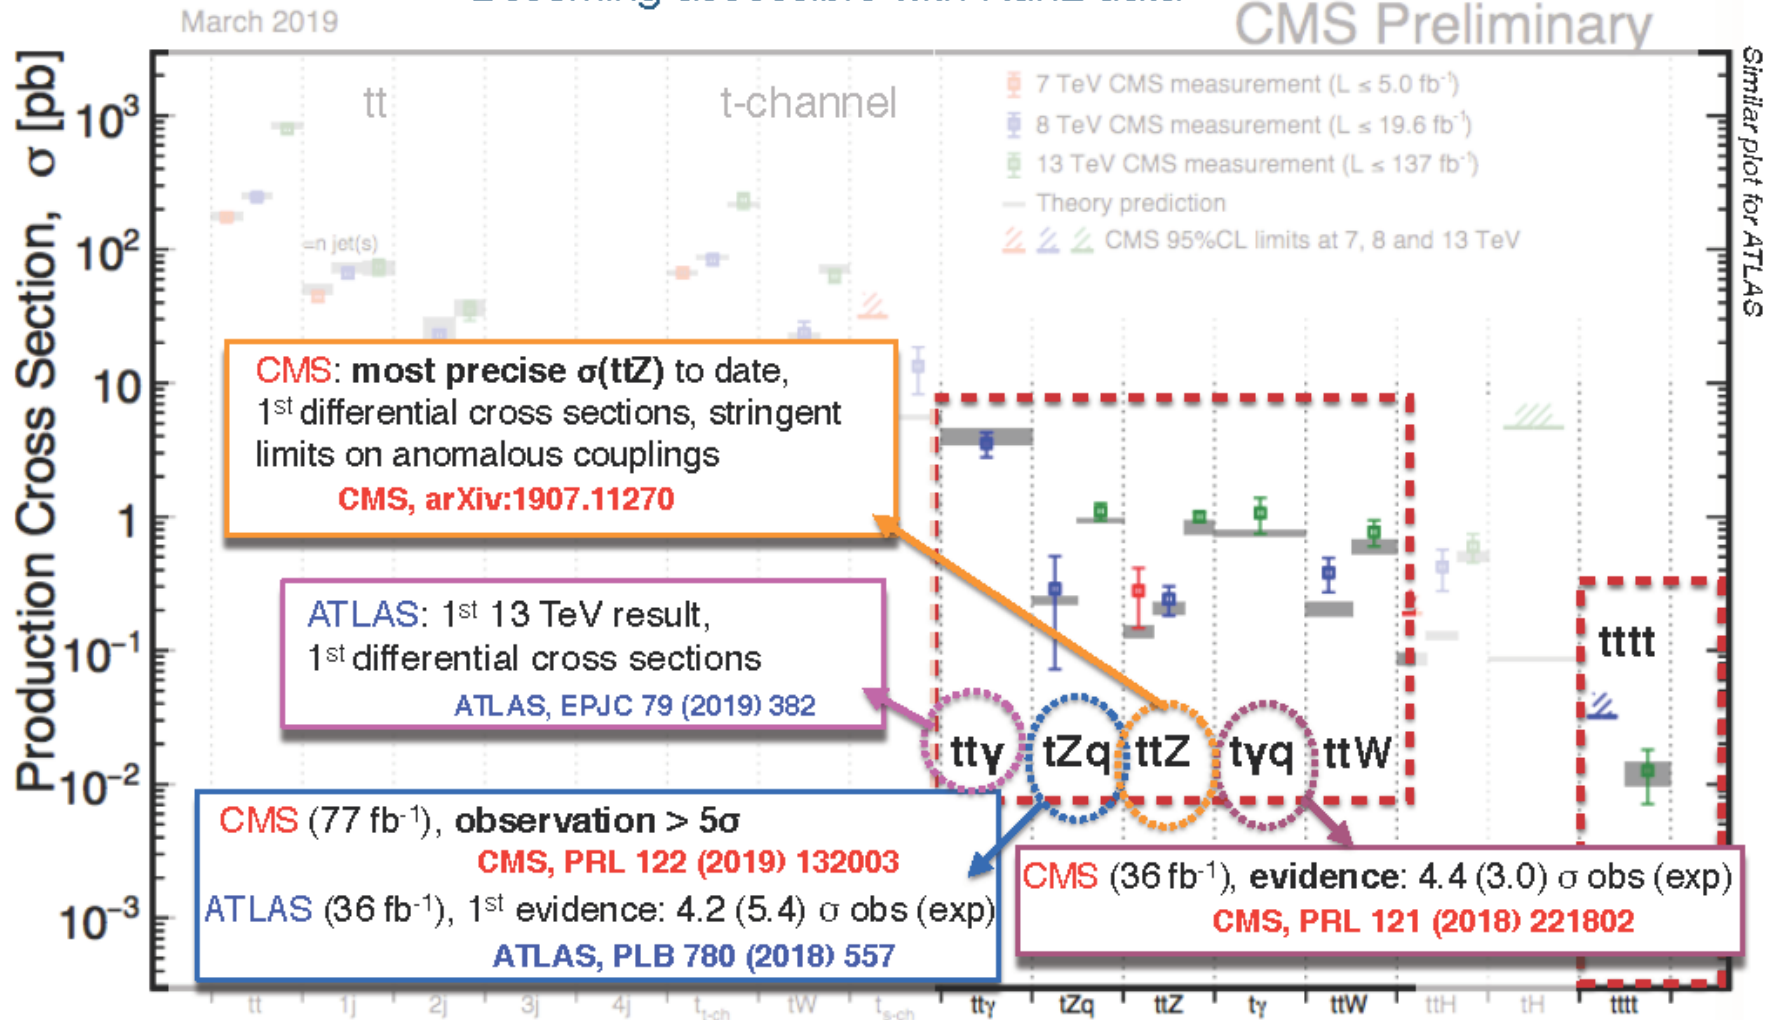 March 2019
CMS Preliminary
Similar plot for ATLAS
Production Cross Section, σ [pb]
10³
10²
10
1
10⁻¹
10⁻²
10⁻³
tt
t-channel
7 TeV CMS measurement (L ≤ 5.0 fb⁻¹)
8 TeV CMS measurement (L ≤ 19.6 fb⁻¹)
13 TeV CMS measurement (L ≤ 137 fb⁻¹)
Theory prediction
CMS 95%CL limits at 7, 8 and 13 TeV
=n jet(s)
CMS: most precise σ(ttZ) to date,
1st differential cross sections, stringent
limits on anomalous couplings
CMS, arXiv:1907.11270
ATLAS: 1st 13 TeV result,
1st differential cross sections
ATLAS, EPJC 79 (2019) 382
ttγ tZq ttZ tγq ttW
tttt
CMS (77 fb⁻¹), observation > 5σ
CMS, PRL 122 (2019) 132003
ATLAS (36 fb⁻¹), 1st evidence: 4.2 (5.4) σ obs (exp)
ATLAS, PLB 780 (2018) 557
CMS (36 fb⁻¹), evidence: 4.4 (3.0) σ obs (exp)
CMS, PRL 121 (2018) 221802
tt 1j 2j 3j 4j t_t-ch tW t_s-ch ttγ tZq ttZ tγ ttW ttH tH tttt